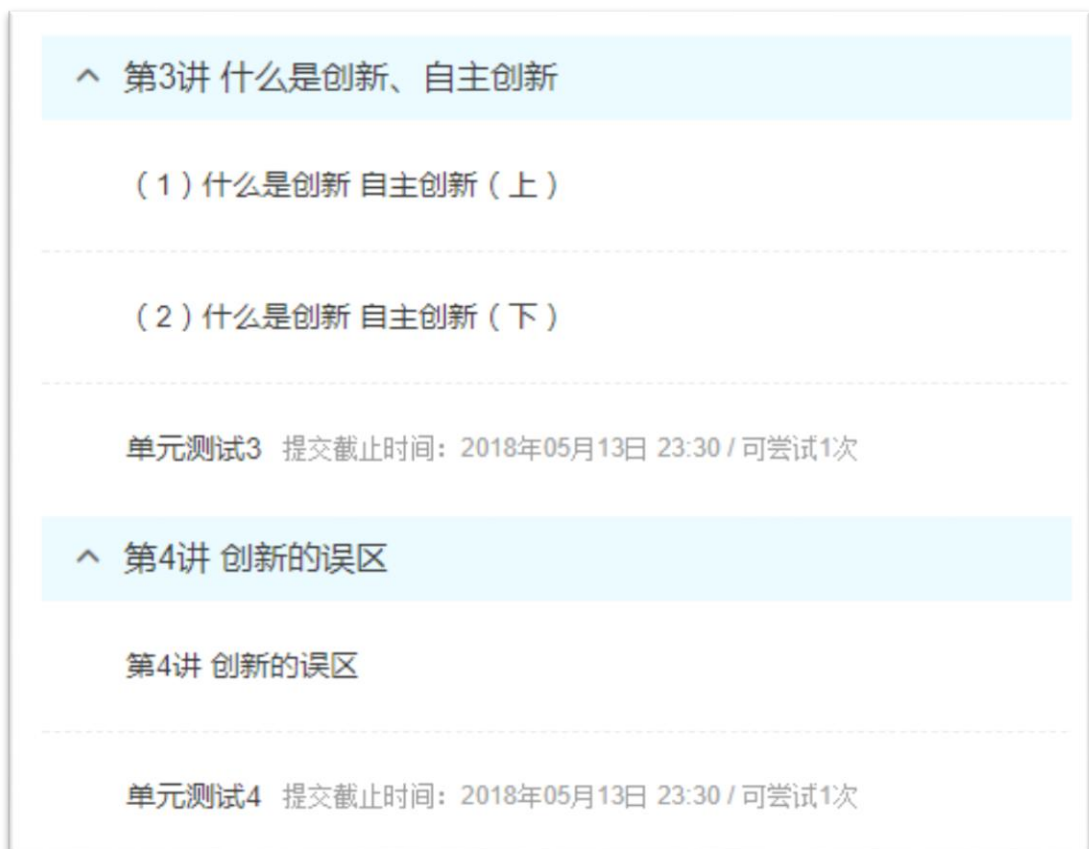 第3讲 什么是创新、自主创新
（1）什么是创新 自主创新（上）
（2）什么是创新 自主创新（下）
单元测试3 提交截止时间：2018年05月13日 23:30 / 可尝试1次
第4讲 创新的误区
第4讲 创新的误区
单元测试4 提交截止时间：2018年05月13日 23:30 / 可尝试1次